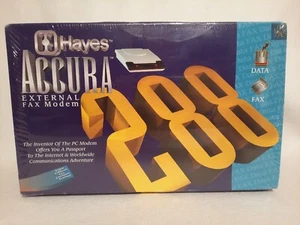 Hayes™
ACCURA
EXTERNAL
FAX Modem
288
DATA
FAX
The Inventor Of The PC Modem
Offers You A Passport
To The Internet & Worldwide
Communications Adventure